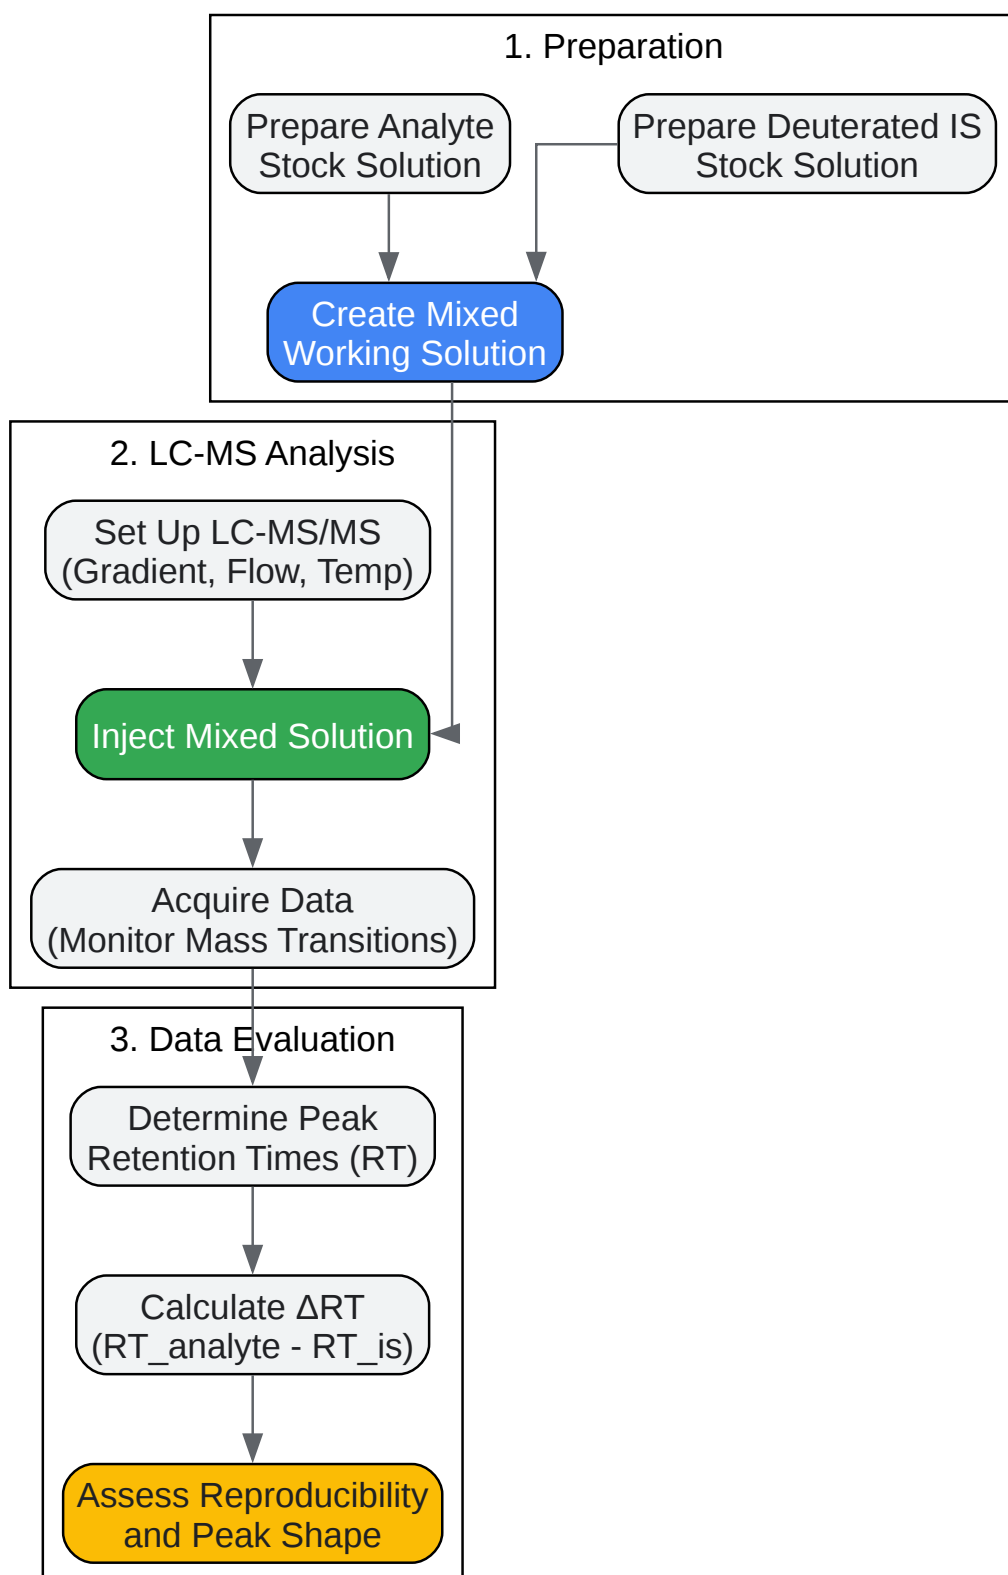 1. Preparation
Prepare Analyte
Stock Solution
Prepare Deuterated IS
Stock Solution
Create Mixed
Working Solution
2. LC-MS Analysis
Set Up LC-MS/MS
(Gradient, Flow, Temp)
Inject Mixed Solution
Acquire Data
(Monitor Mass Transitions)
3. Data Evaluation
Determine Peak
Retention Times (RT)
Calculate ΔRT
(RT_analyte - RT_is)
Assess Reproducibility
and Peak Shape